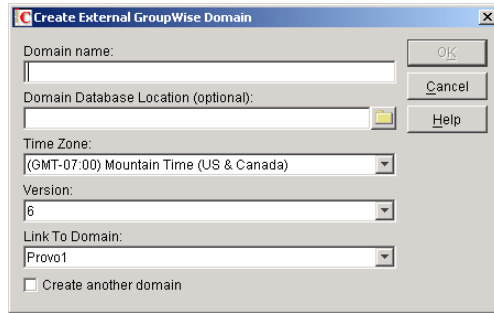 Create External GroupWise Domain
Domain name:
OK
Cancel
Domain Database Location (optional):
Help
Time Zone:
(GMT-07:00) Mountain Time (US & Canada)
Version:
6
Link To Domain:
Provo1
Create another domain